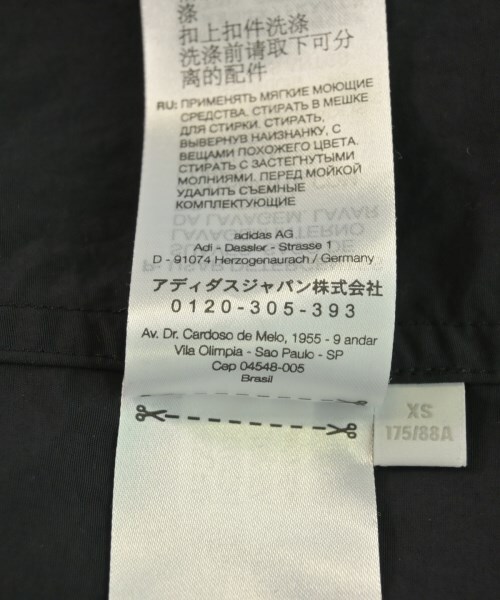 涤
扣上扣件洗涤
洗涤前请取下可分
离的配件
RU: ПРИМЕНЯТЬ МЯГКИЕ МОЮЩИЕ
СРЕДСТВА. СТИРАТЬ В МЕШКЕ
ДЛЯ СТИРКИ. СТИРАТЬ,
ВЫВЕРНУВ НАИЗНАНКУ, С
ВЕЩАМИ ПОХОЖЕГО ЦВЕТА.
СТИРАТЬ С ЗАСТЕГНУТЫМИ
МОЛНИЯМИ. ПЕРЕД МОЙКОЙ
УДАЛИТЬ СЪЕМНЫЕ
КОМПЛЕКТУЮЩИЕ
adidas AG
Adi - Dassler - Strasse 1
D - 91074 Herzogenaurach / Germany
アディダスジャパン株式会社
0120-305-393
Av. Dr. Cardoso de Melo, 1955 - 9 andar
Vila Olimpia - Sao Paulo - SP
Cep 04548-005
Brasil
XS
175/88A